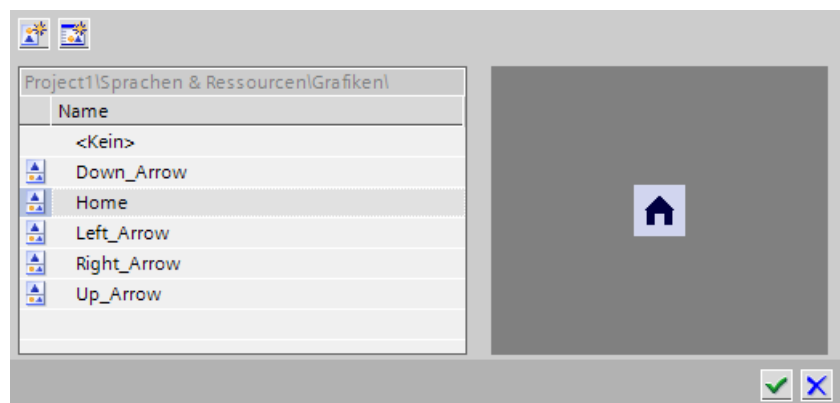 Project1\Sprachen & Ressourcen\Grafiken\
Name
<Kein>
Down_Arrow
Home
Left_Arrow
Right_Arrow
Up_Arrow